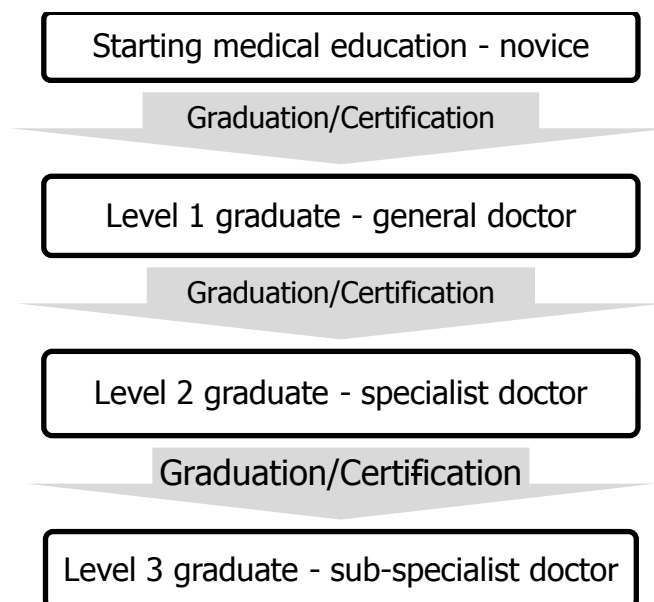 Starting medical education - novice
Graduation/Certification
Level 1 graduate - general doctor
Graduation/Certification
Level 2 graduate - specialist doctor
Graduation/Certification
Level 3 graduate - sub-specialist doctor